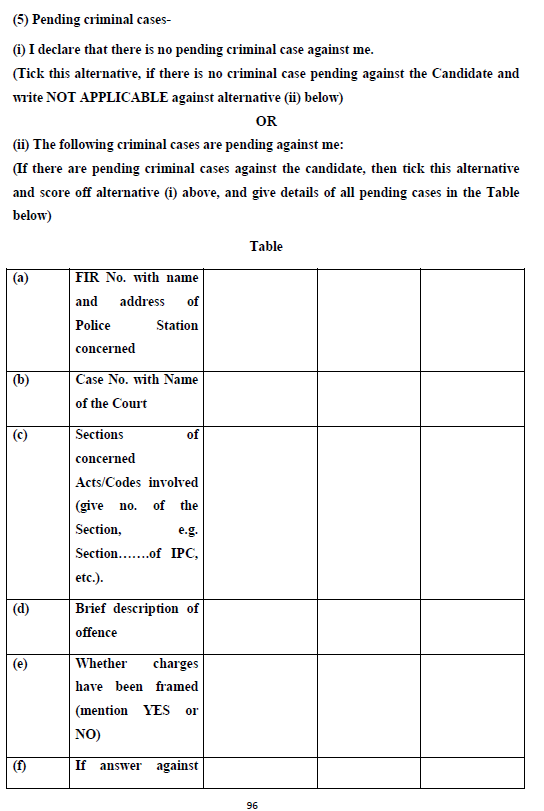 (5) Pending criminal cases-
(i) I declare that there is no pending criminal case against me.
(Tick this alternative, if there is no criminal case pending against the Candidate and
write NOT APPLICABLE against alternative (ii) below)
OR
(ii) The following criminal cases are pending against me:
(If there are pending criminal cases against the candidate, then tick this alternative
and score off alternative (i) above, and give details of all pending cases in the Table
below)
Table
(a) FIR No. with name
and address of
Police Station
concerned
(b) Case No. with Name
of the Court
(c) Sections of
concerned
Acts/Codes involved
(give no. of the
Section, e.g.
Section…….of IPC,
etc.).
(d) Brief description of
offence
(e) Whether charges
have been framed
(mention YES or
NO)
(f) If answer against
96